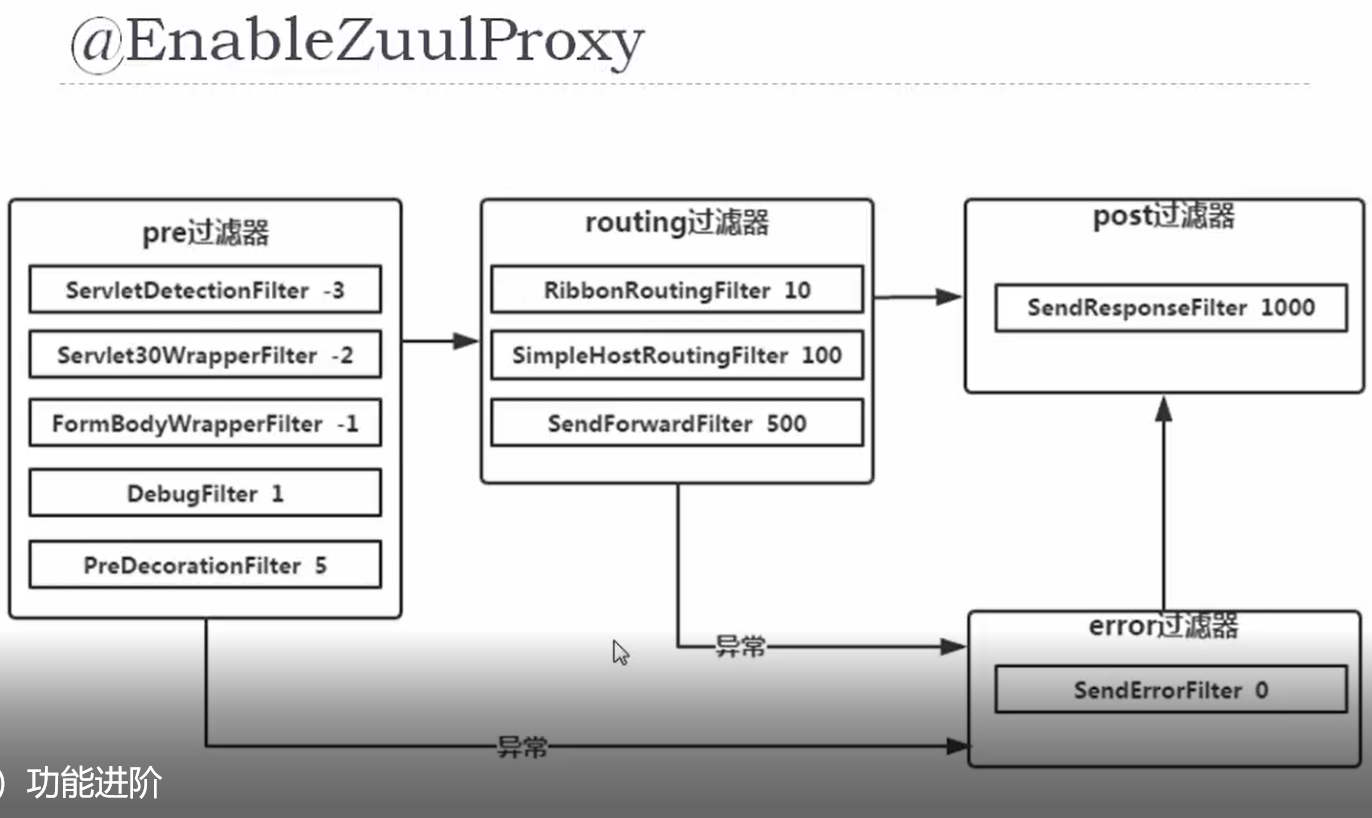 @EnableZuulProxy
pre过滤器
ServletDetectionFilter -3
Servlet30WrapperFilter -2
FormBodyWrapperFilter -1
DebugFilter 1
PreDecorationFilter 5
routing过滤器
RibbonRoutingFilter 10
SimpleHostRoutingFilter 100
SendForwardFilter 500
post过滤器
SendResponseFilter 1000
异常
error过滤器
SendErrorFilter 0
异常
) 功能进阶